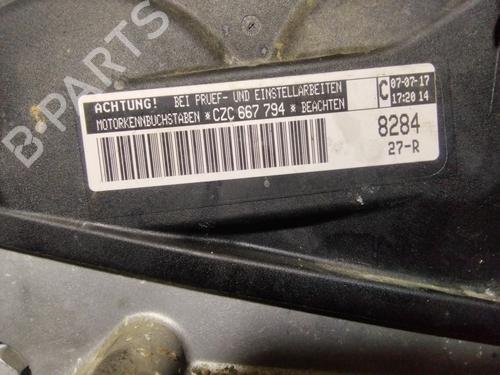 ACHTUNG! BEI PRUEF- UND EINSTELLARBEITEN
MOTORKENNBUCHSTABEN *CZC 667 794* BEACHTEN
C 07-07-17
17:20 14
8284
27-R
B-PARTS
B-PARTS